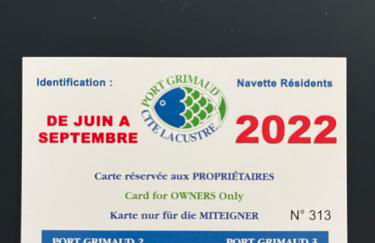 Identification :
Navette Résidents
PORT GRIMAUD
CITE LACUSTRE
DE JUIN A
SEPTEMBRE
2022
Carte réservée aux PROPRIÉTAIRES
Card for OWNERS Only
Karte nur für die MITEIGNER
N° 313
PORT GRIMAUD 2
PORT GRIMAUD 3